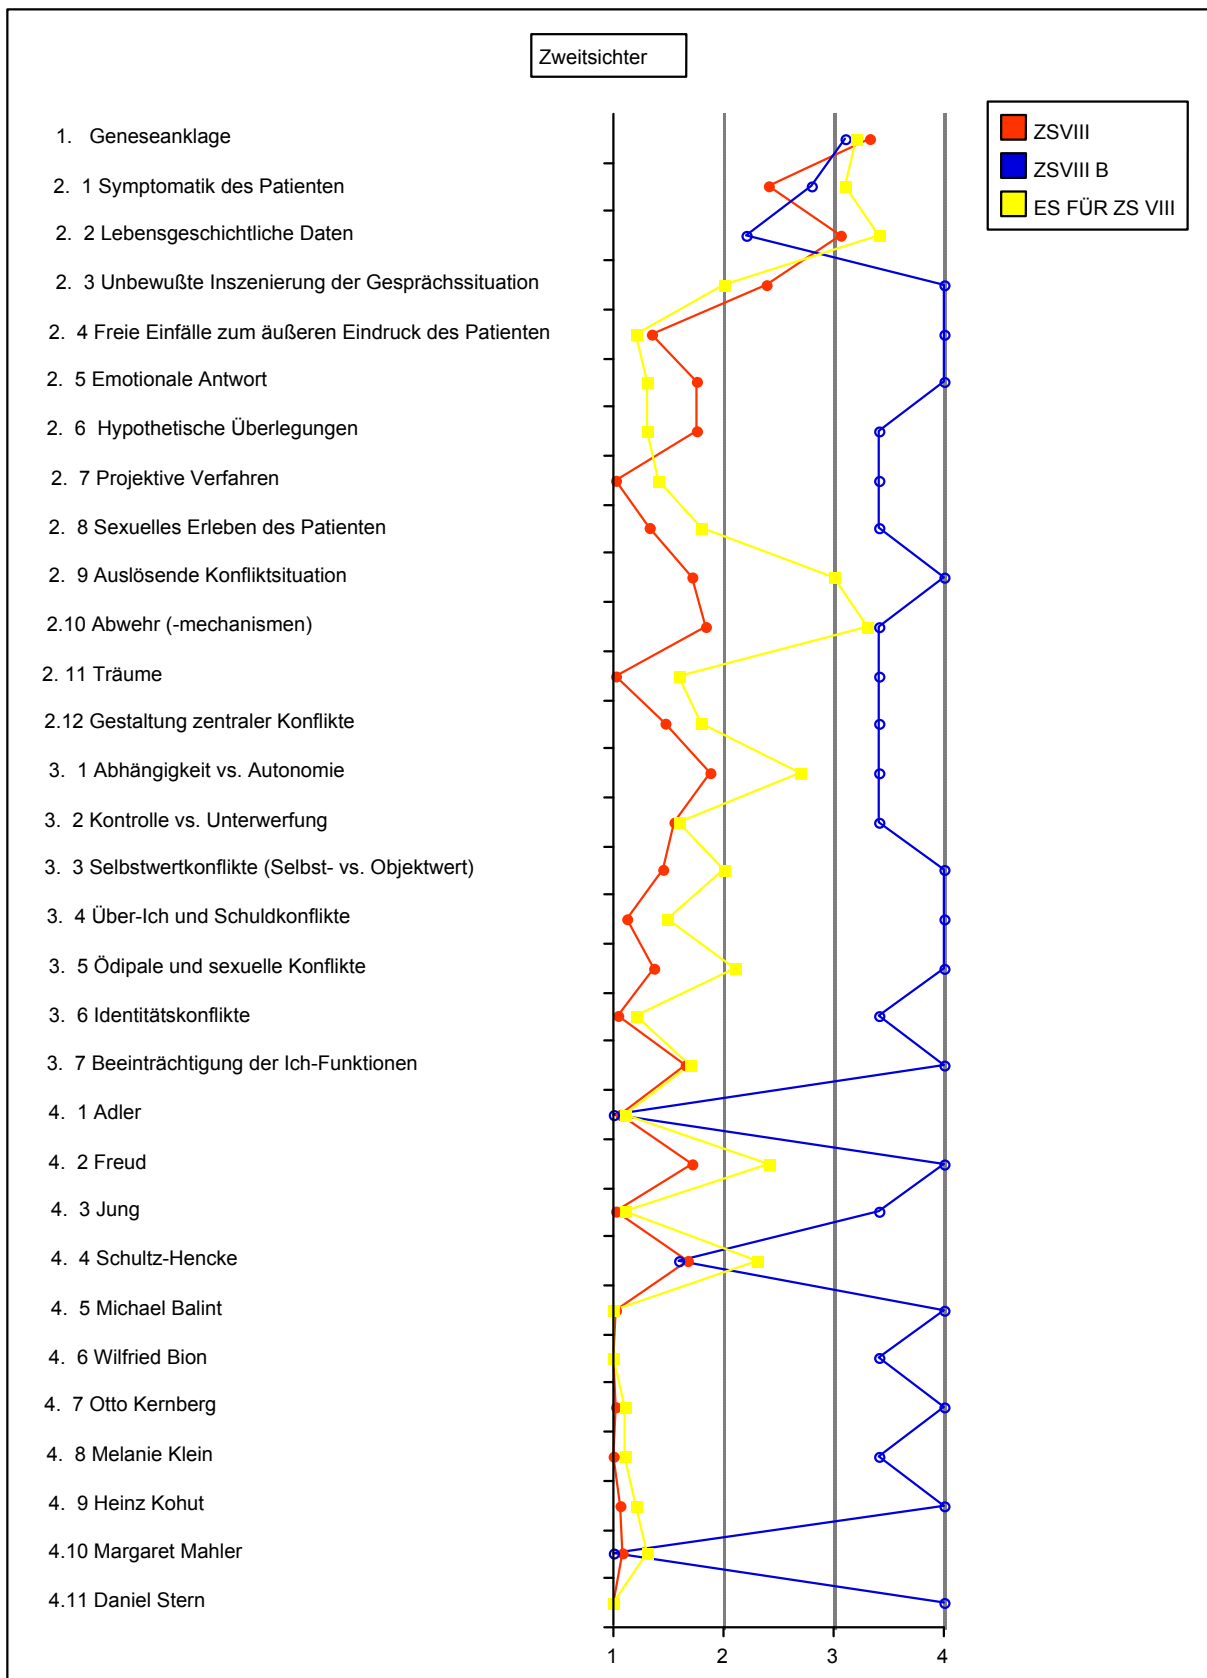 Zweitsichter
ZSVIII
ZSVIII B
ES FÜR ZS VIII
1. Geneseanklage
2. 1 Symptomatik des Patienten
2. 2 Lebensgeschichtliche Daten
2. 3 Unbewußte Inszenierung der Gesprächssituation
2. 4 Freie Einfälle zum äußeren Eindruck des Patienten
2. 5 Emotionale Antwort
2. 6 Hypothetische Überlegungen
2. 7 Projektive Verfahren
2. 8 Sexuelles Erleben des Patienten
2. 9 Auslösende Konfliktsituation
2.10 Abwehr (-mechanismen)
2. 11 Träume
2.12 Gestaltung zentraler Konflikte
3. 1 Abhängigkeit vs. Autonomie
3. 2 Kontrolle vs. Unterwerfung
3. 3 Selbstwertkonflikte (Selbst- vs. Objektwert)
3. 4 Über-Ich und Schuldkonflikte
3. 5 Ödipale und sexuelle Konflikte
3. 6 Identitätskonflikte
3. 7 Beeinträchtigung der Ich-Funktionen
4. 1 Adler
4. 2 Freud
4. 3 Jung
4. 4 Schultz-Hencke
4. 5 Michael Balint
4. 6 Wilfried Bion
4. 7 Otto Kernberg
4. 8 Melanie Klein
4. 9 Heinz Kohut
4.10 Margaret Mahler
4.11 Daniel Stern
1 2 3 4